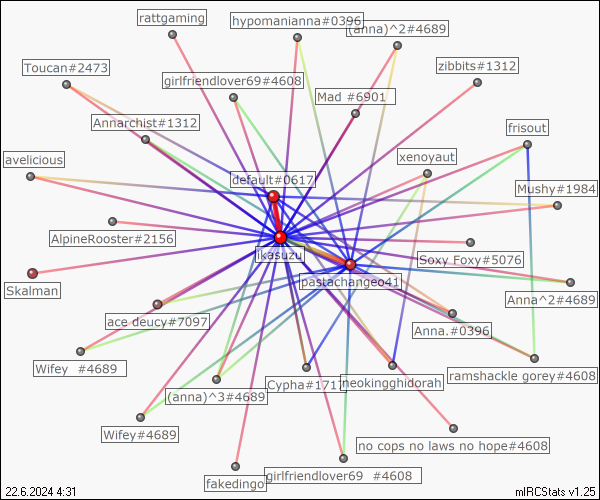 rattgaming
hypomanianna#0396
(anna)^2#4689
Toucan#2473
zibbits#1312
girlfriendlover69#4608
Mad #6901
Annarchist#1312
frisout
avelicious
xenoyaut
default#0617
Mushy#1984
AlpineRooster#2156
ikasuzu
Soxy Foxy#5076
Skalman
pastachangeo41
Anna^2#4689
ace deucy#7097
Anna.#0396
Wifey #4689
(anna)^3#4689
Cypha#1717
neokingghidorah
ramshackle gorey#4608
Wifey#4689
no cops no laws no hope#4608
fakedingo
girlfriendlover69 #4608
22.6.2024 4:31
mIRCStats v1.25